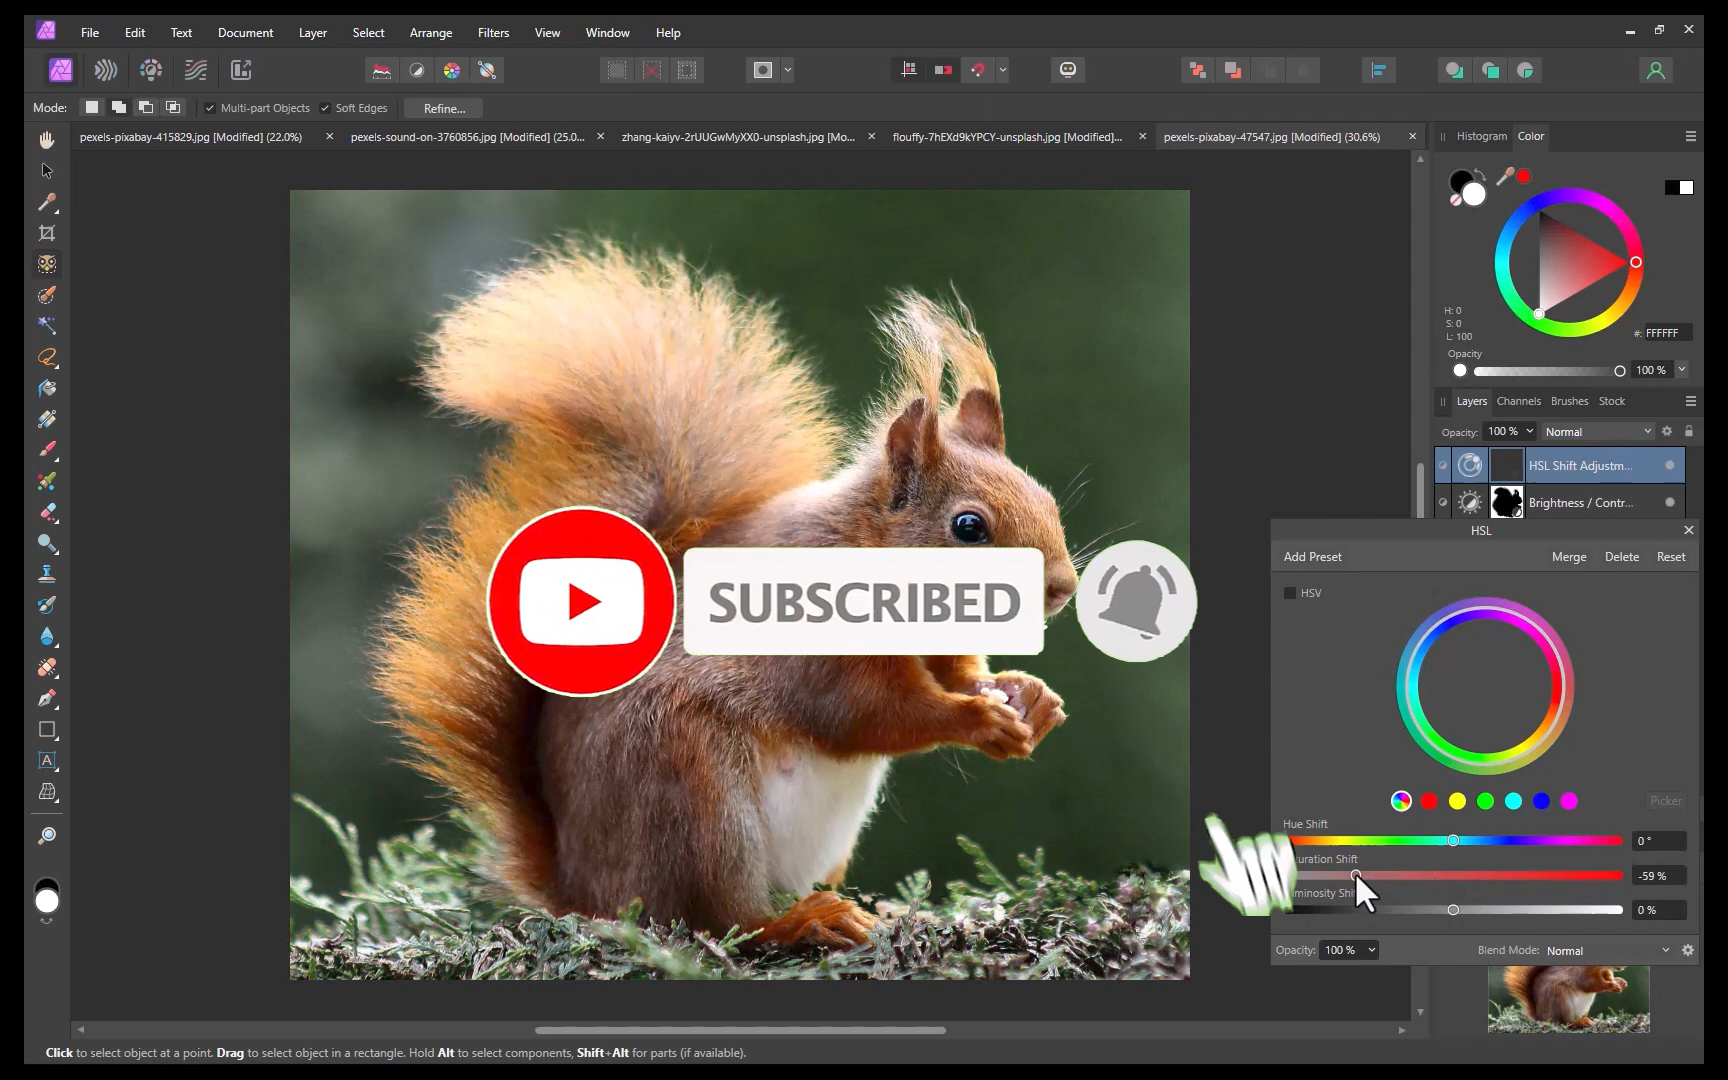 File Edit Text Document Layer Select Arrange Filters View Window Help
Mode: Multi-part Objects Soft Edges Refine...
pexels-pixabay-415829.jpg [Modified] (22.0%) pexels-sound-on-3760856.jpg [Modified] (25.0... zhang-kaiyv-2rUUGwMyXX0-unsplash.jpg [Mo... flouffy-7hEXd9kYPCY-unsplash.jpg [Modified]... pexels-pixabay-47547.jpg [Modified] (30.6%)
Histogram Color
H: 0
S: 0
L: 100
#: FFFFFF
Opacity
100 %
Layers Channels Brushes Stock
Opacity: 100 % Normal
HSL Shift Adjustm...
Brightness / Contr...
HSL
Add Preset Merge Delete Reset
HSV
SUBSCRIBED
Picker
Hue Shift
0 °
uration Shift
-59 %
minosity Shi
0 %
Opacity: 100 % Blend Mode: Normal
Click to select object at a point. Drag to select object in a rectangle. Hold Alt to select components, Shift+Alt for parts (if available).